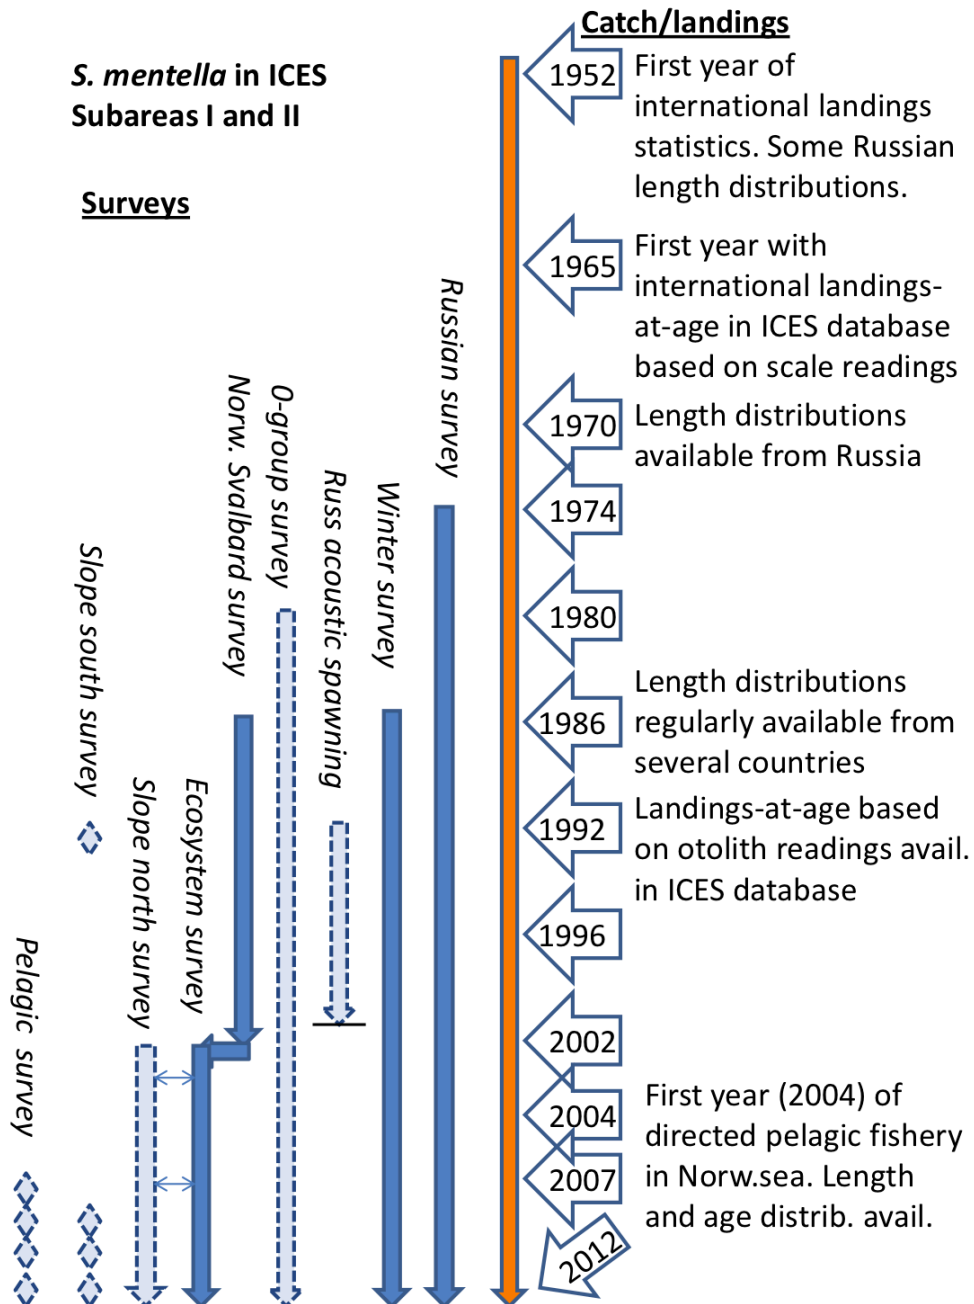 Catch/landings
S. mentella in ICES
Subareas I and II
Surveys
1952
First year of
international landings
statistics. Some Russian
length distributions.
1965
First year with
international landings-
at-age in ICES database
based on scale readings
1970
Length distributions
available from Russia
1974
1980
1986
Length distributions
regularly available from
several countries
1992
Landings-at-age based
on otolith readings avail.
in ICES database
1996
2002
2004
First year (2004) of
directed pelagic fishery
in Norw.sea. Length
and age distrib. avail.
2007
2012
Pelagic survey
Slope south survey
Slope north survey
Ecosystem survey
Norw. Svalbard survey
0-group survey
Russ acoustic spawning
Winter survey
Russian survey